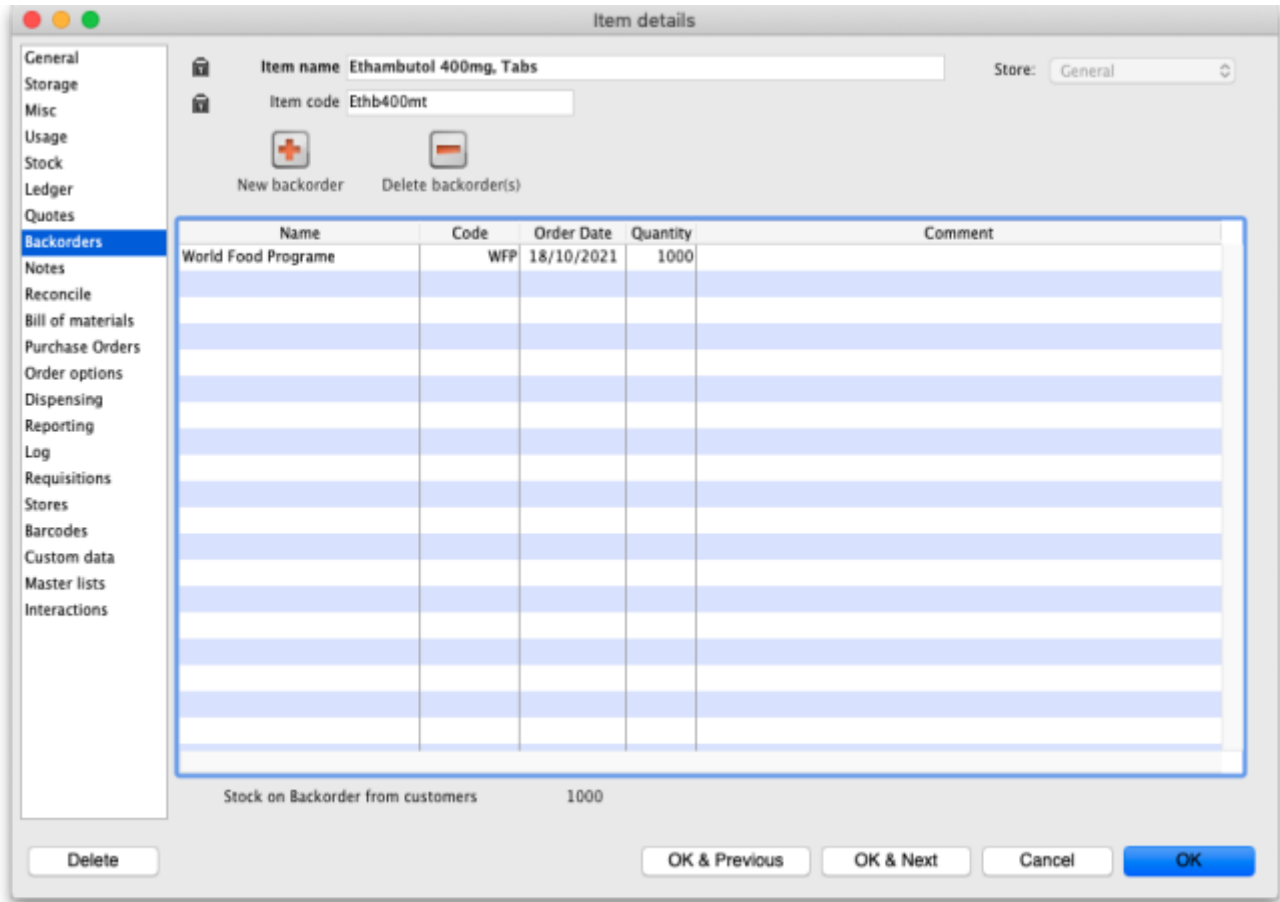 Item details
General
Storage
Misc
Usage
Stock
Ledger
Quotes
Backorders
Notes
Reconcile
Bill of materials
Purchase Orders
Order options
Dispensing
Reporting
Log
Requisitions
Stores
Barcodes
Custom data
Master lists
Interactions
Item name Ethambutol 400mg, Tabs
Store: General
Item code Ethb400mt
New backorder Delete backorder(s)
Name Code Order Date Quantity Comment
World Food Programe WFP 18/10/2021 1000
Stock on Backorder from customers 1000
Delete OK & Previous OK & Next Cancel OK